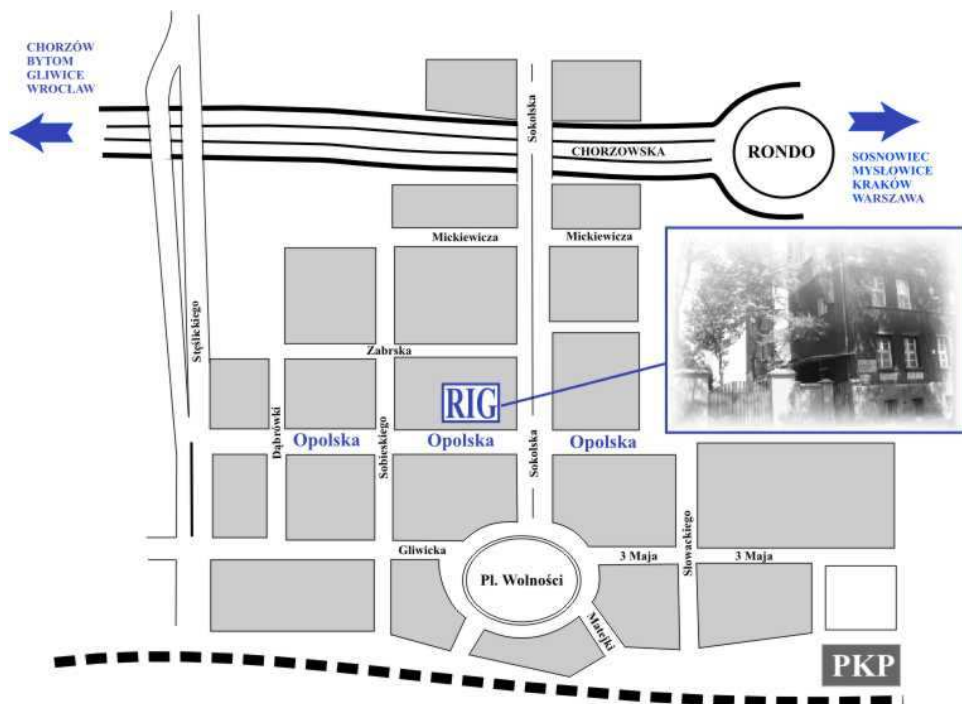 CHORZÓW
BYTOM
GLIWICE
WROCŁAW
Sokolska
CHORZOWSKA
RONDO
SOSNOWIEC
MYSŁOWICE
KRAKÓW
WARSZAWA
Mickiewicza
Mickiewicza
Stęślickiego
Zabrska
RIG
Dąbrówki
Opolska
Sobieskiego
Opolska
Sokolska
Opolska
Gliwicka
Pl. Wolności
3 Maja
Słowackiego
3 Maja
Matejki
PKP